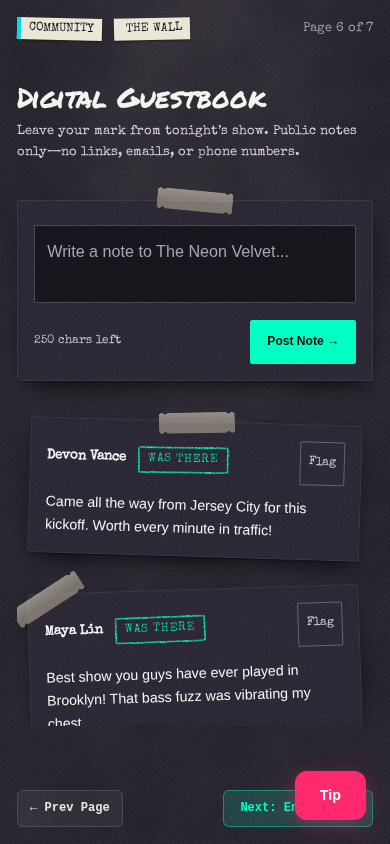 COMMUNITY THE WALL Page 6 of 7
Digital Guestbook
Leave your mark from tonight's show. Public notes
only—no links, emails, or phone numbers.
Write a note to The Neon Velvet...
250 chars left Post Note →
Devon Vance WAS THERE Flag
Came all the way from Jersey City for this
kickoff. Worth every minute in traffic!
Maya Lin WAS THERE Flag
Best show you guys have ever played in
Brooklyn! That bass fuzz was vibrating my
chest
← Prev Page Next: Tip